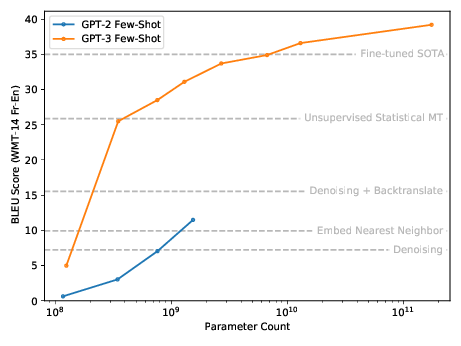 GPT-2 Few-Shot
GPT-3 Few-Shot
Fine-tuned SOTA
Unsupervised Statistical MT
Denoising + Backtranslate
Embed Nearest Neighbor
Denoising
BLEU Score (WMT-14 Fr-En)
40
35
30
25
20
15
10
5
0
10⁸
10⁹
10¹⁰
10¹¹
Parameter Count